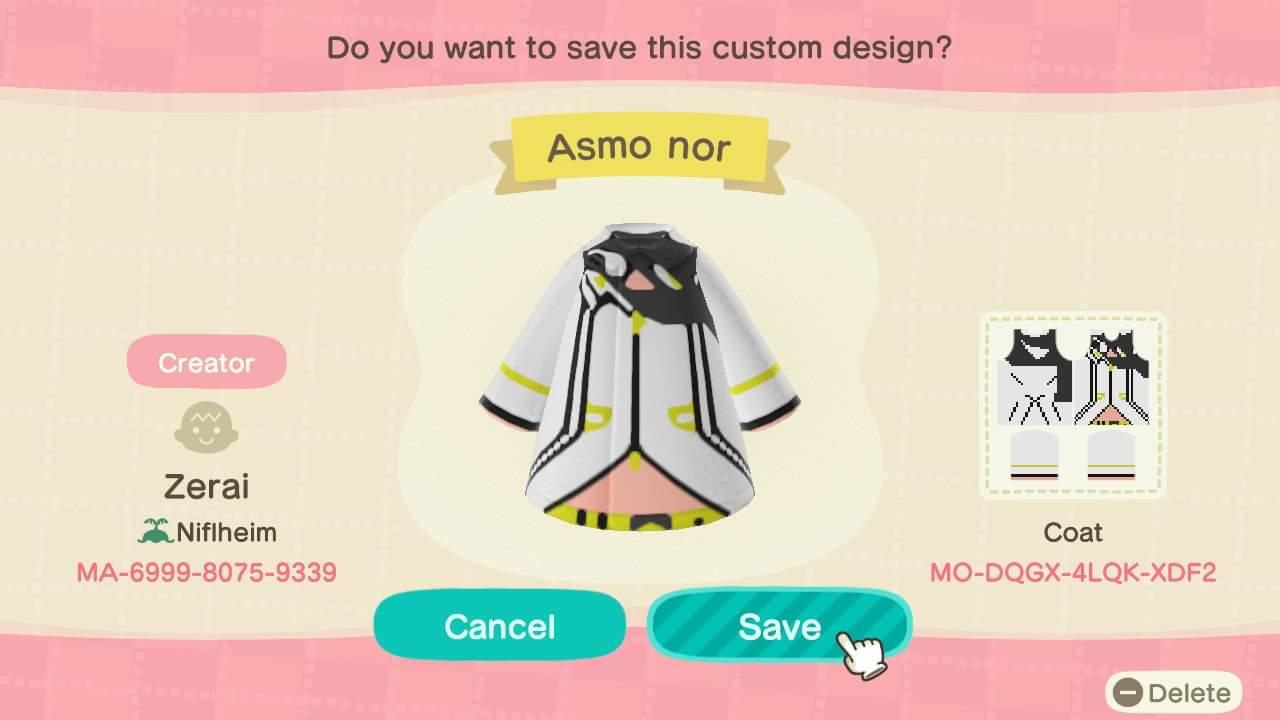 Do you want to save this custom design?
Asmo nor
Creator
Zerai
Niflheim
MA-6999-8075-9339
Coat
MO-DQGX-4LQK-XDF2
Cancel
Save
Delete